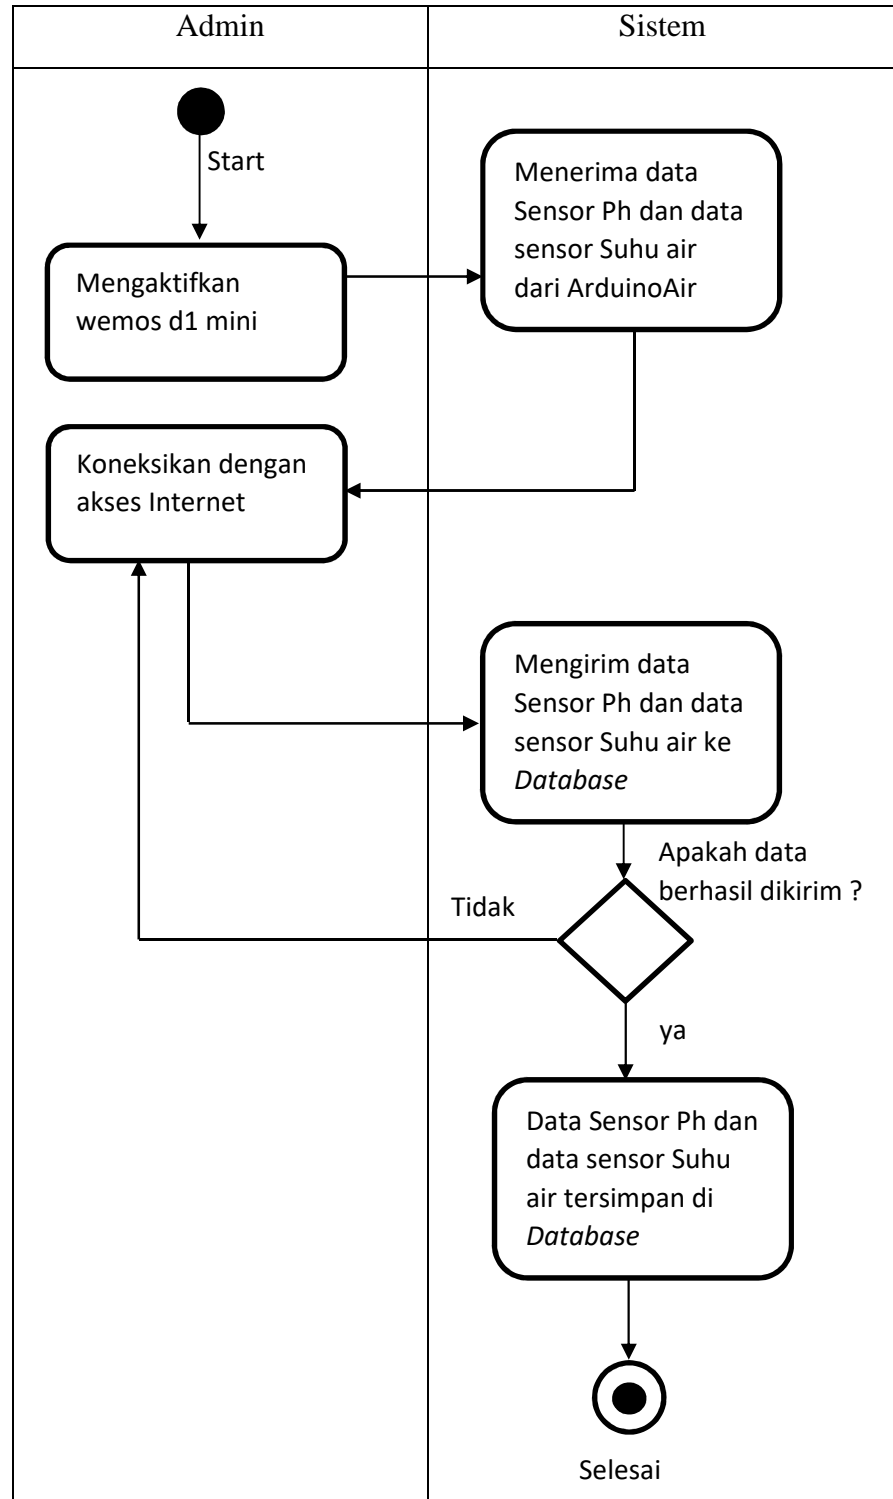 Admin
Sistem
Start
Menerima data
Sensor Ph dan data
sensor Suhu air
dari ArduinoAir
Mengaktifkan
wemos d1 mini
Koneksikan dengan
akses Internet
Mengirim data
Sensor Ph dan data
sensor Suhu air ke
Database
Apakah data
berhasil dikirim ?
Tidak
ya
Data Sensor Ph dan
data sensor Suhu
air tersimpan di
Database
Selesai